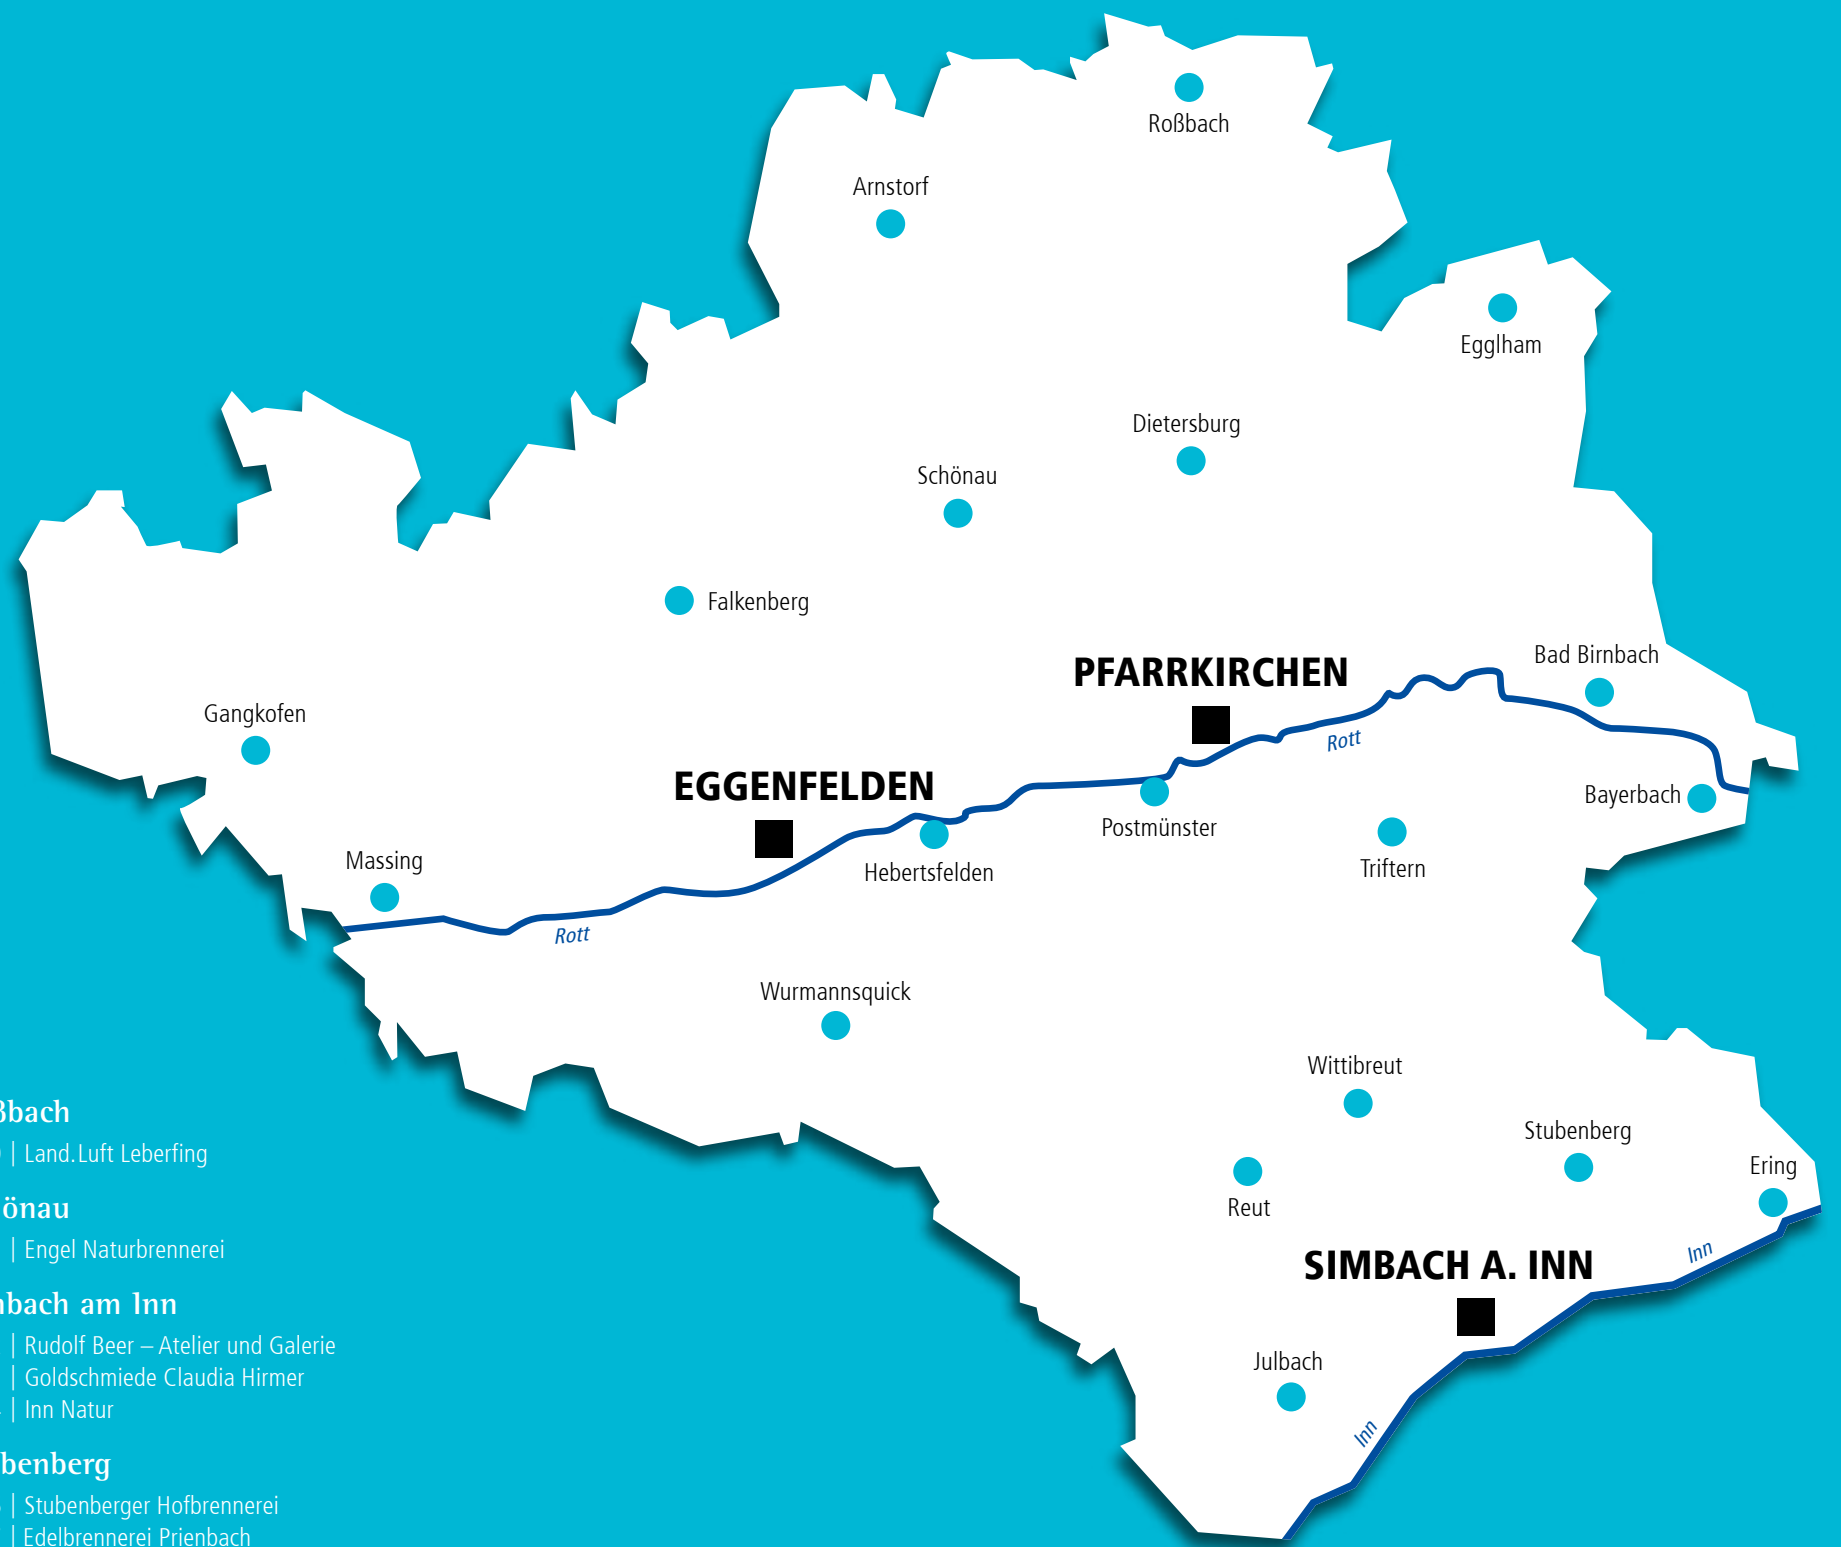 Roßbach
Arnstorf
Egglham
Dietersburg
Schönau
Falkenberg
PFARRKIRCHEN
Bad Birnbach
Gangkofen
Rott
EGGENFELDEN
Bayerbach
Postmünster
Massing
Hebertsfelden
Triftern
Rott
Wurmannsquick
Wittibreut
Stubenberg
Ering
Reut
Inn
SIMBACH A. INN
Julbach
Inn
ßbach
| Land.Luft Leberfing
önau
| Engel Naturbrennerei
bach am Inn
| Rudolf Beer – Atelier und Galerie
| Goldschmiede Claudia Hirmer
| Inn Natur
benberg
| Stubenberger Hofbrennerei
| Edelbrennerei Prienbach